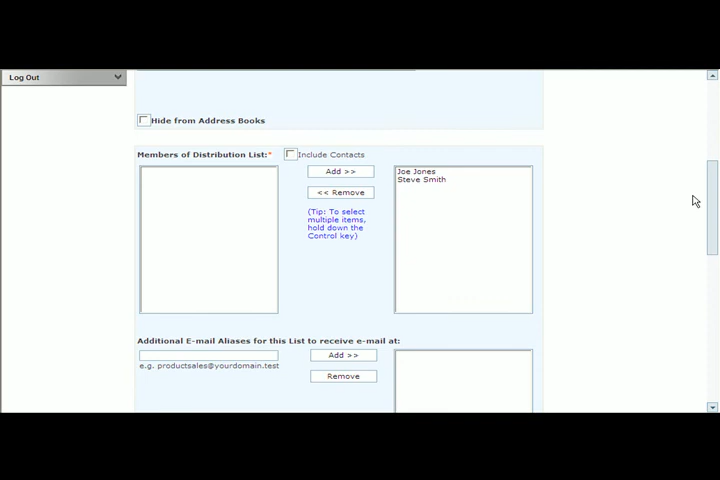 Log Out
Hide from Address Books
Members of Distribution List:*
Include Contacts
Add >>
<< Remove
(Tip: To select
multiple items,
hold down the
Control key)
Joe Jones
Steve Smith
Additional E-mail Aliases for this List to receive e-mail at:
Add >>
e.g. productsales@yourdomain.test
Remove